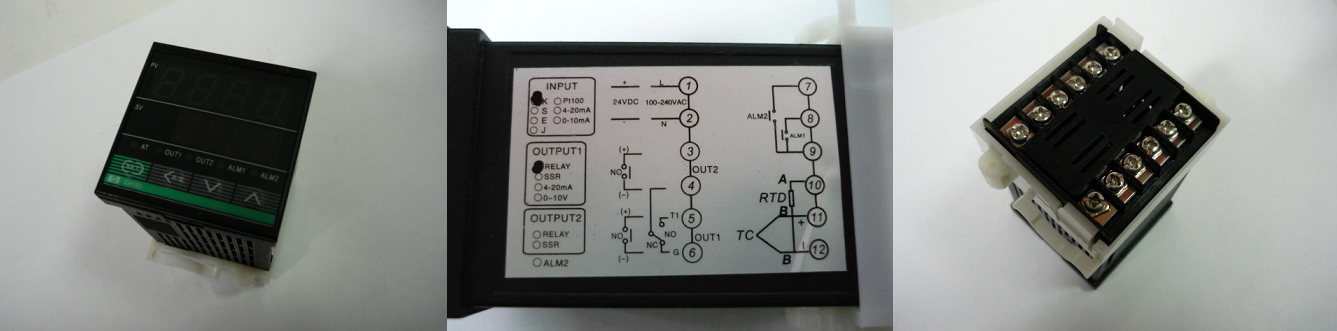 PV
SV
AT OUT1 OUT2 ALM1 ALM2
SET
INPUT
K Pt100
S 4-20mA
E 0-10mA
J
OUTPUT1
RELAY
SSR
4-20mA
0-10V
OUTPUT2
RELAY
SSR
ALM2
+ L 1
24VDC 100-240VAC
- N 2
(+) 3
NO OUT2
(-) 4
(+) T1 5
NO NO OUT1
NC
(-) G 6
7
ALM2 8
ALM1
9
A 10
RTD
B 11
+
TC
-
B 12